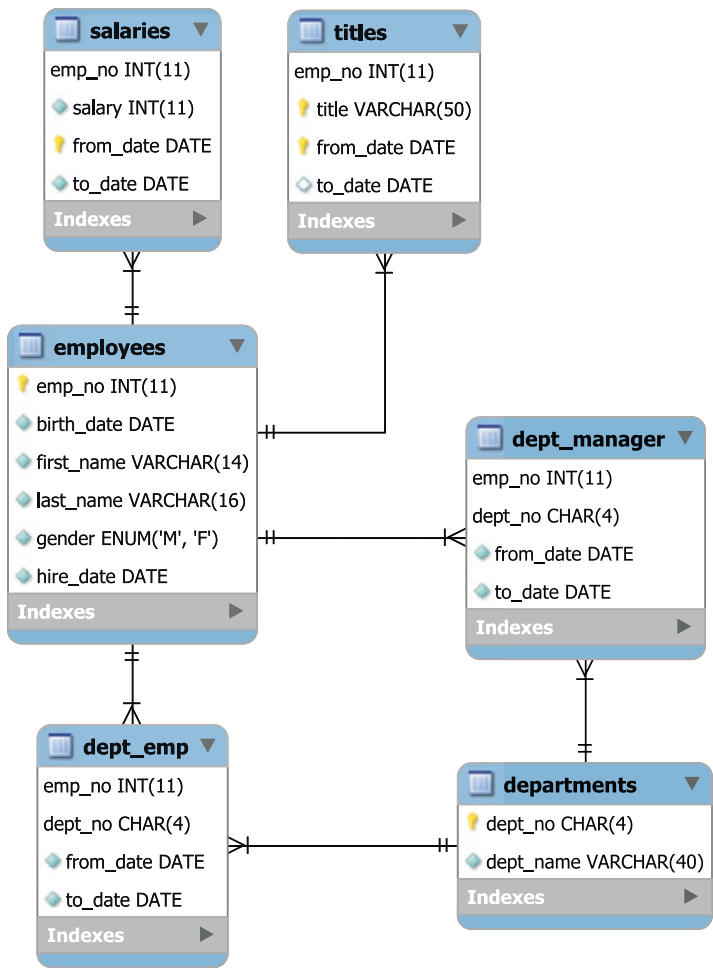 salaries
emp_no INT(11)
salary INT(11)
from_date DATE
to_date DATE
Indexes
titles
emp_no INT(11)
title VARCHAR(50)
from_date DATE
to_date DATE
Indexes
employees
emp_no INT(11)
birth_date DATE
first_name VARCHAR(14)
last_name VARCHAR(16)
gender ENUM('M', 'F')
hire_date DATE
Indexes
dept_manager
emp_no INT(11)
dept_no CHAR(4)
from_date DATE
to_date DATE
Indexes
dept_emp
emp_no INT(11)
dept_no CHAR(4)
from_date DATE
to_date DATE
Indexes
departments
dept_no CHAR(4)
dept_name VARCHAR(40)
Indexes